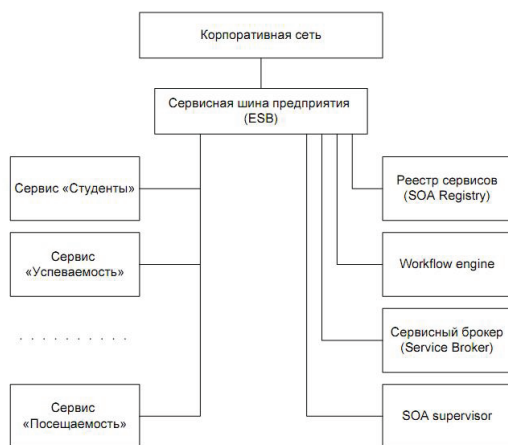 Корпоративная сеть
Сервисная шина предприятия
(ESB)
Сервис «Студенты»
Сервис
«Успеваемость»
. . . . . . . . . .
Сервис
«Посещаемость»
Реестр сервисов
(SOA Registry)
Workflow engine
Сервисный брокер
(Service Broker)
SOA supervisor